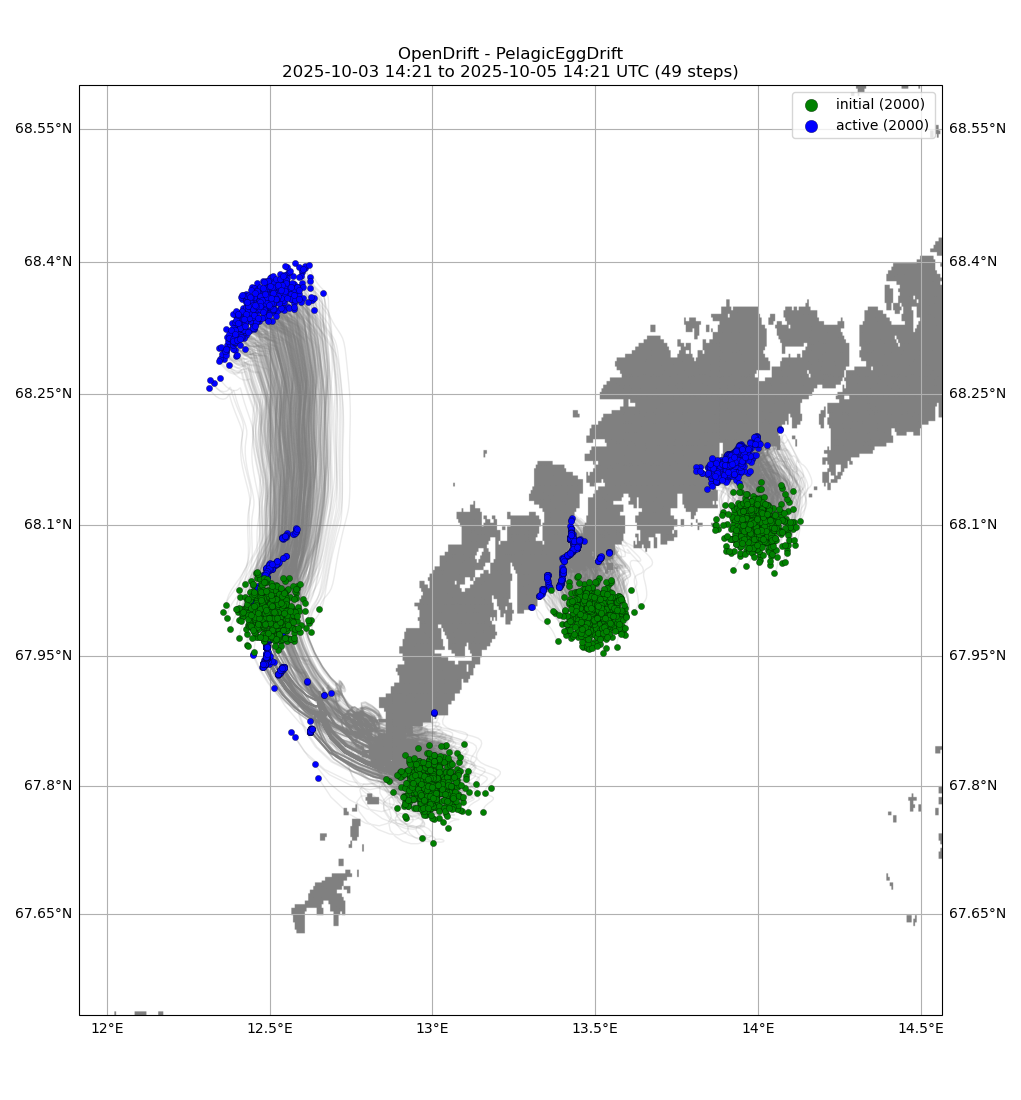 OpenDrift - PelagicEggDrift
2025-10-03 14:21 to 2025-10-05 14:21 UTC (49 steps)
initial (2000)
active (2000)
68.55°N
68.55°N
68.4°N
68.4°N
68.25°N
68.25°N
68.1°N
68.1°N
67.95°N
67.95°N
67.8°N
67.8°N
67.65°N
67.65°N
12°E
12.5°E
13°E
13.5°E
14°E
14.5°E